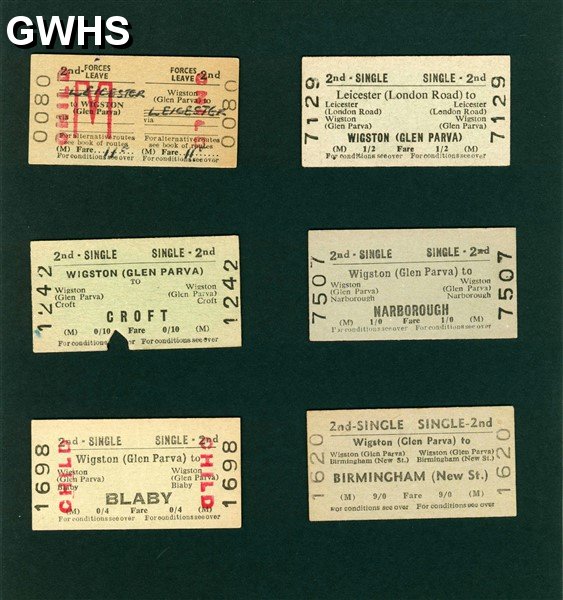 GWHS
2nd - FORCES LEAVE FORCES LEAVE - 2nd
LEICESTER
to WIGSTON
(Glen Parva)
via
Wigston
(Glen Parva) to
LEICESTER
via
For alternative routes
see book of routes
For alternative routes
see book of routes
(M) Fare Fare (M)
For conditions see over For conditions see over
0080
0080
CHILD
M
2nd - SINGLE SINGLE - 2nd
Leicester (London Road) to
Leicester
(London Road)
Wigston
(Glen Parva)
Leicester
(London Road)
Wigston
(Glen Parva)
WIGSTON (GLEN PARVA)
(M) 1/2 Fare 1/2 (M)
For conditions see over For conditions see over
7129
7129
2nd - SINGLE SINGLE - 2nd
WIGSTON (GLEN PARVA)
TO
Wigston
(Glen Parva)
Croft
Wigston
(Glen Parva)
Croft
CROFT
(M) 0/10 Fare 0/10 (M)
For conditions see over For conditions see over
1242
1242
2nd - SINGLE SINGLE - 2nd
Wigston (Glen Parva) to
Wigston
(Glen Parva)
Narborough
Wigston
(Glen Parva)
Narborough
NARBOROUGH
(M) 1/0 Fare 1/0 (M)
For conditions see over For conditions see over
7507
7507
2nd - SINGLE SINGLE - 2nd
Wigston (Glen Parva) to
Wigston
(Glen Parva)
Blaby
Wigston
(Glen Parva)
Blaby
BLABY
(M) 0/4 Fare 0/4 (M)
For conditions see over For conditions see over
1698
1698
CHILD
CHILD
2nd-SINGLE SINGLE-2nd
Wigston (Glen Parva) to
Wigston (Glen Parva)
Birmingham (New St.)
Wigston (Glen Parva)
Birmingham (New St.)
BIRMINGHAM (New St.)
(M) 9/0 Fare 9/0 (M)
For conditions see over For conditions see over
1620
1620